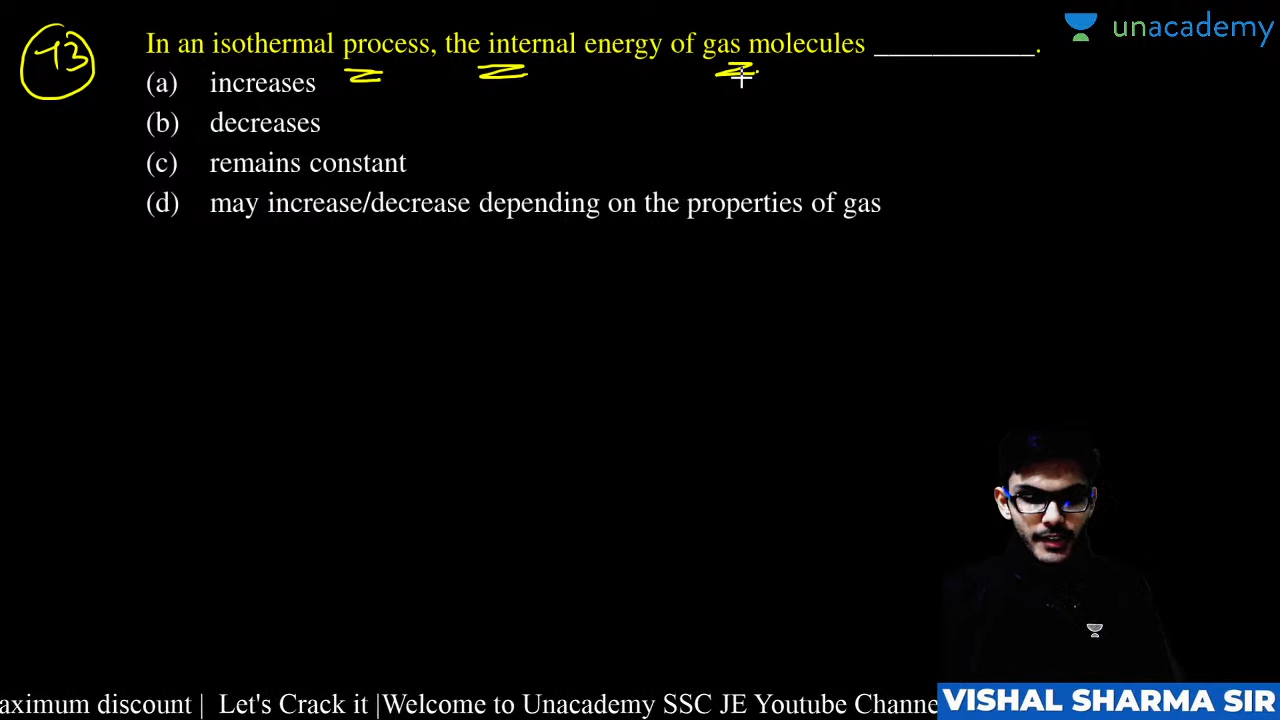 unacademy
13
In an isothermal process, the internal energy of gas molecules ____________.
(a) increases
(b) decreases
(c) remains constant
(d) may increase/decrease depending on the properties of gas
aximum discount | Let's Crack it |Welcome to Unacademy SSC JE Youtube Channe
VISHAL SHARMA SIR